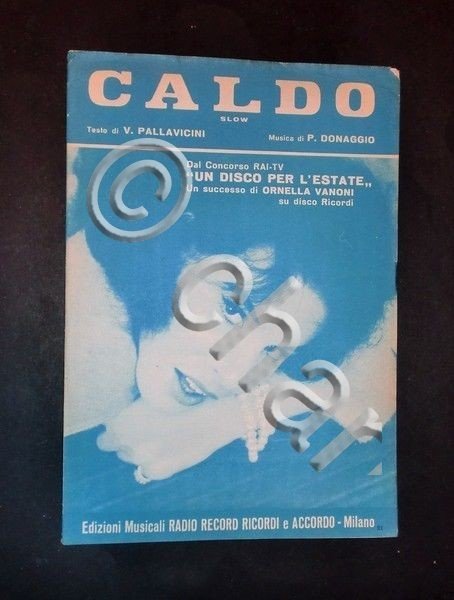 CALDO
SLOW
Testo di V. PALLAVICINI Musica di P. DONAGGIO
Dal Concorso RAI-TV
"UN DISCO PER L'ESTATE„
Un successo di ORNELLA VANONI
su disco Ricordi
© char
Edizioni Musicali RADIO RECORD RICORDI e ACCORDO - Milano